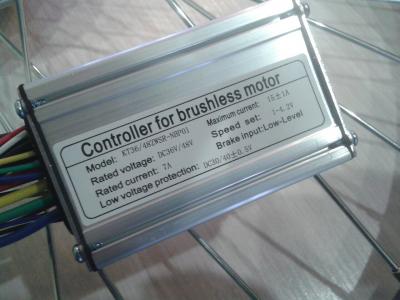 Controller for brushless motor
Model: KT36/48ZWSR-NBP01 Maximum current: 15±1A
Rated voltage: DC36V/48V Speed set: 1-4.2V
Rated current: 7A Brake input: Low-Level
Low voltage protection: DC30/40±0.5V